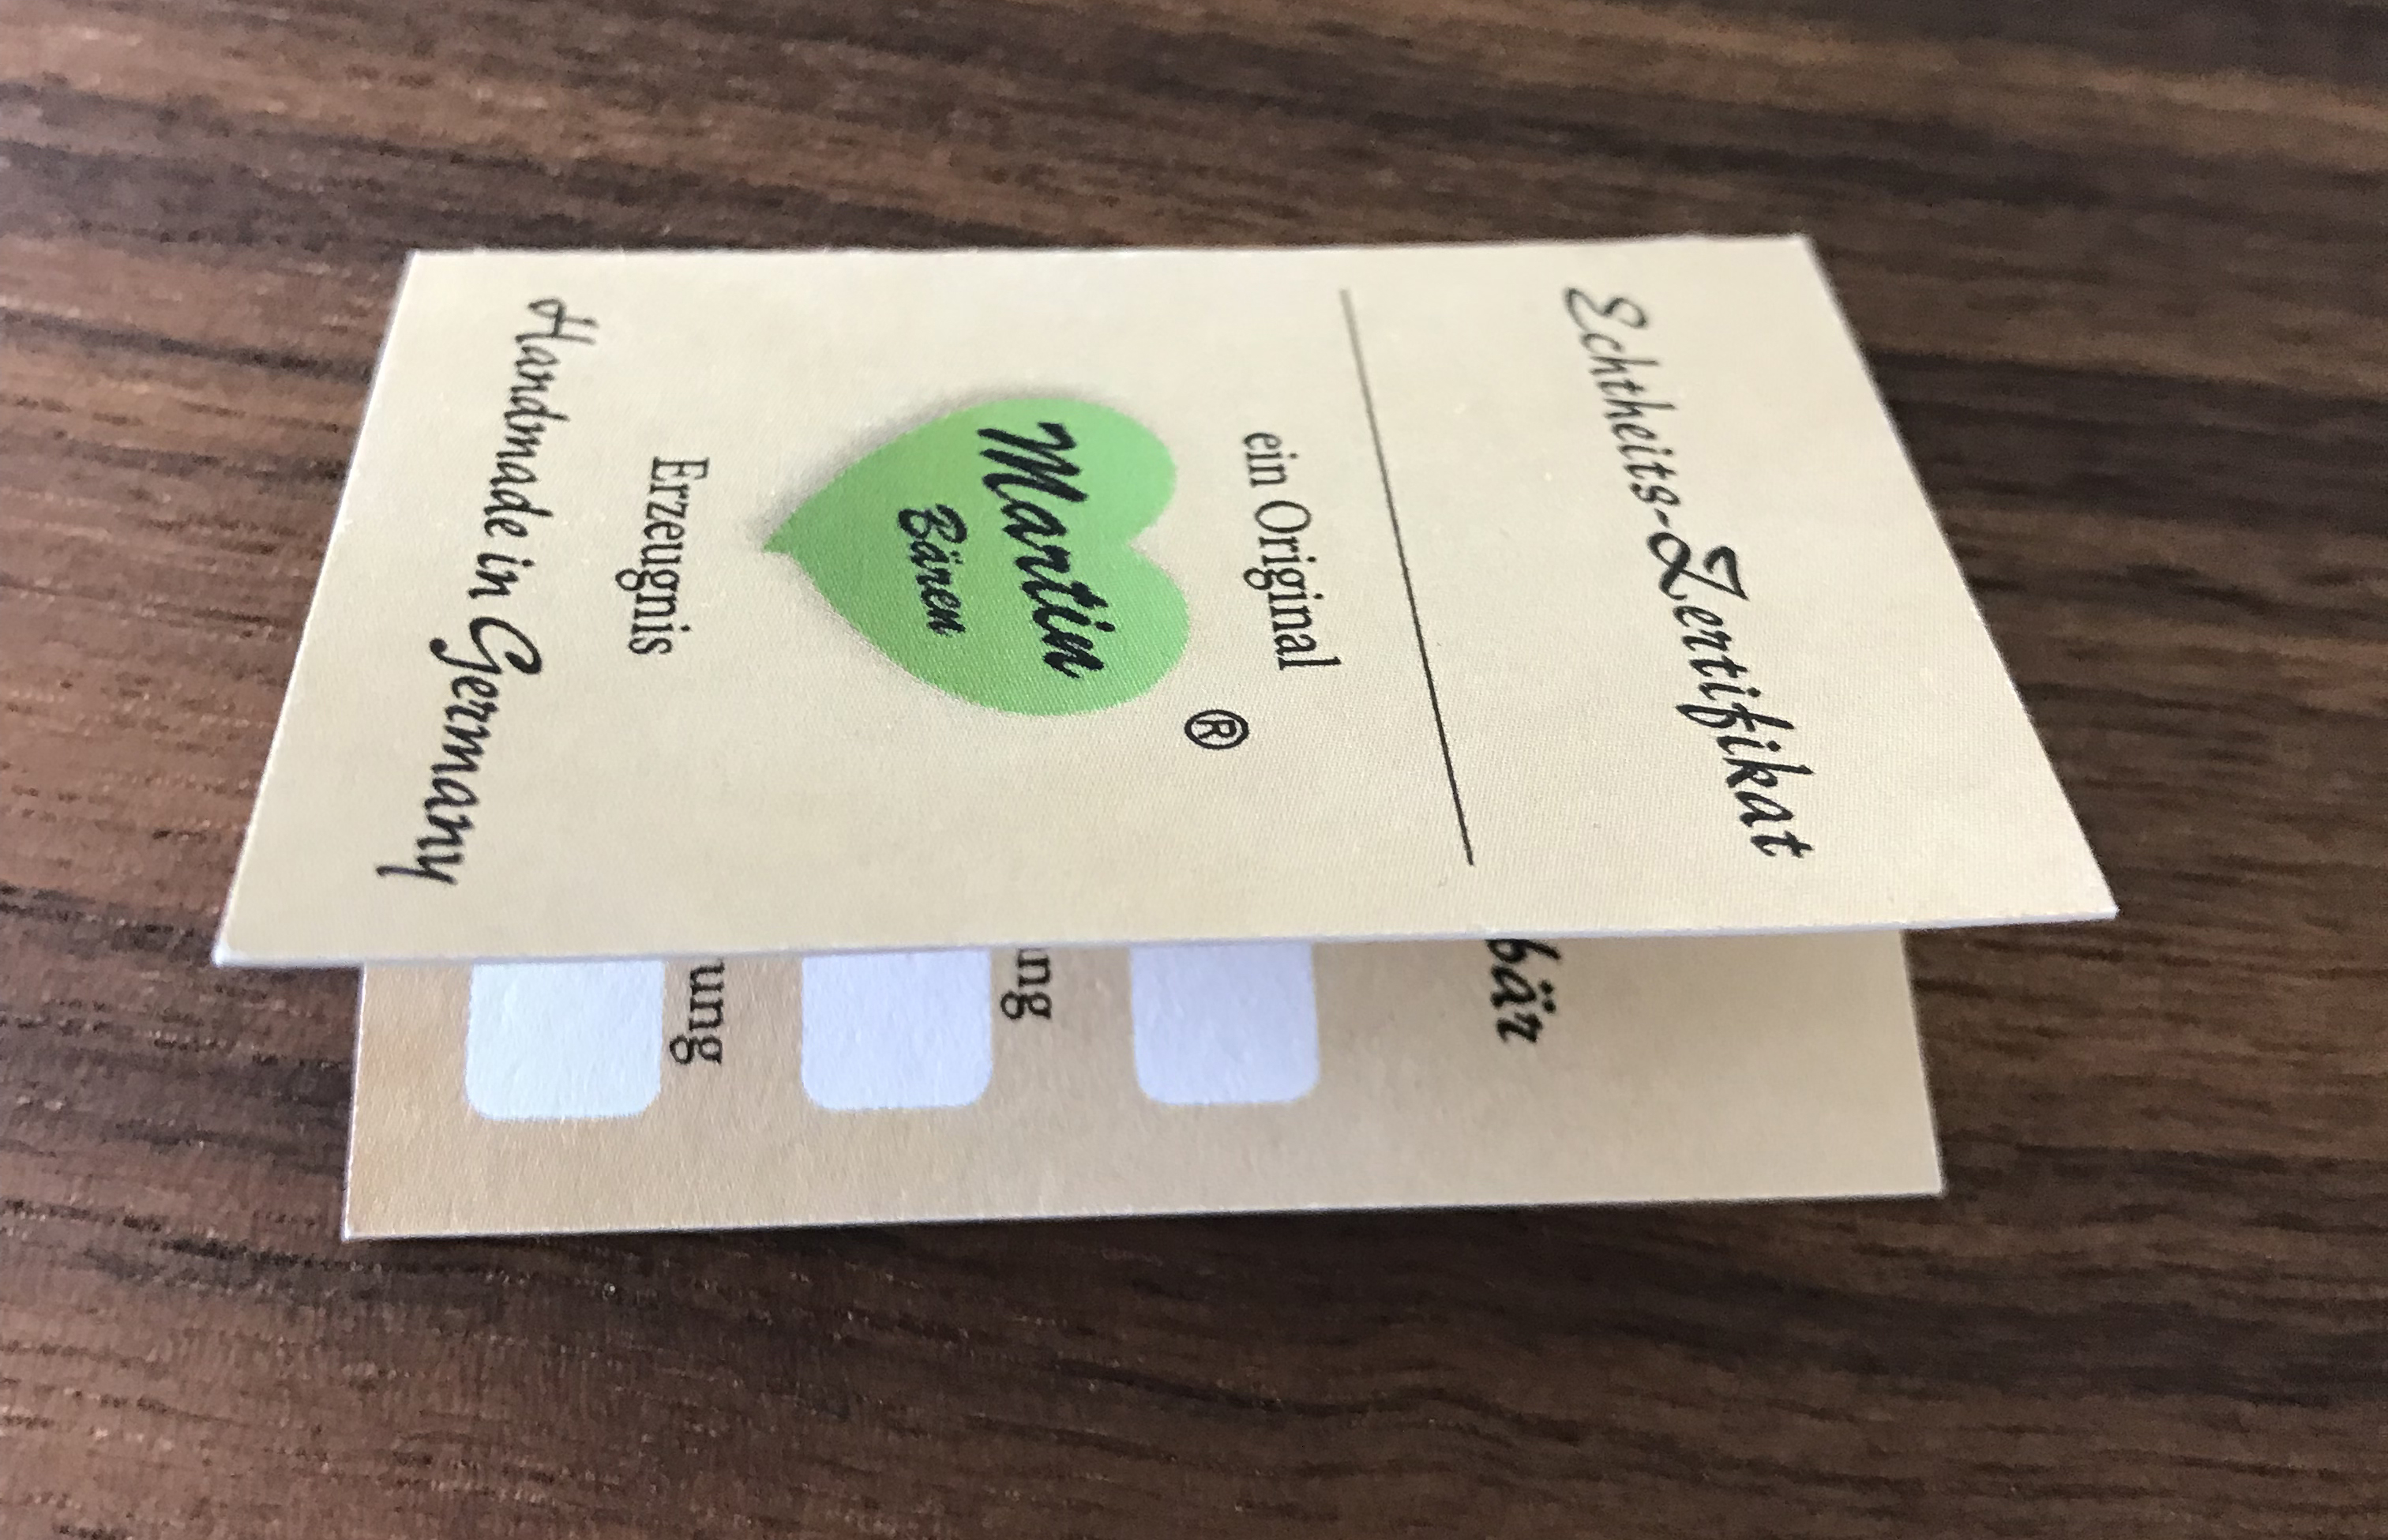 Echtheits-Zertifikat
ein Original
®
Martin
Bären
Erzeugnis
Handmade in Germany
bär
ng
ung